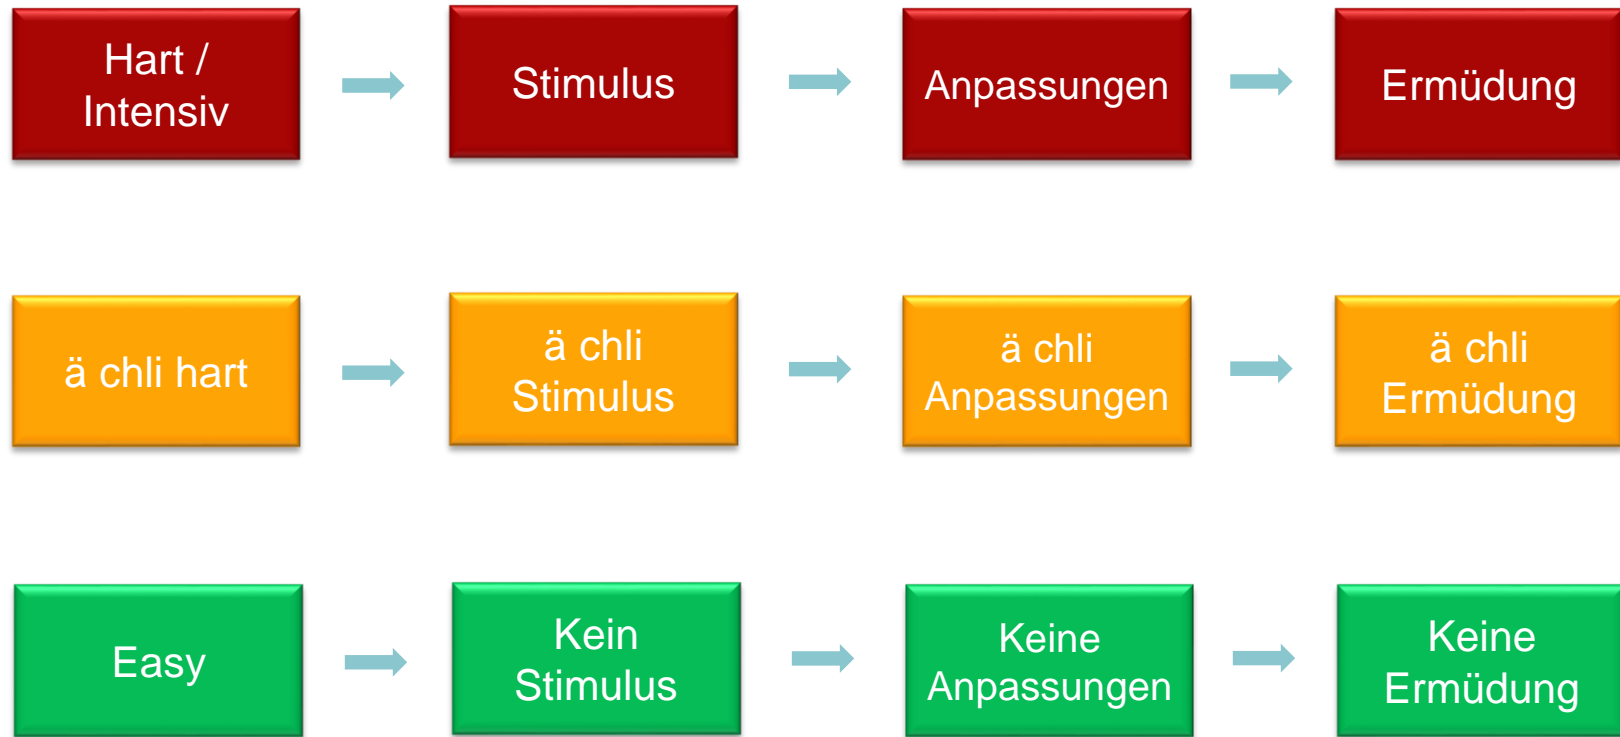 Hart /
Intensiv
Stimulus
Anpassungen
Ermüdung
ä chli hart
ä chli
Stimulus
ä chli
Anpassungen
ä chli
Ermüdung
Easy
Kein
Stimulus
Keine
Anpassungen
Keine
Ermüdung